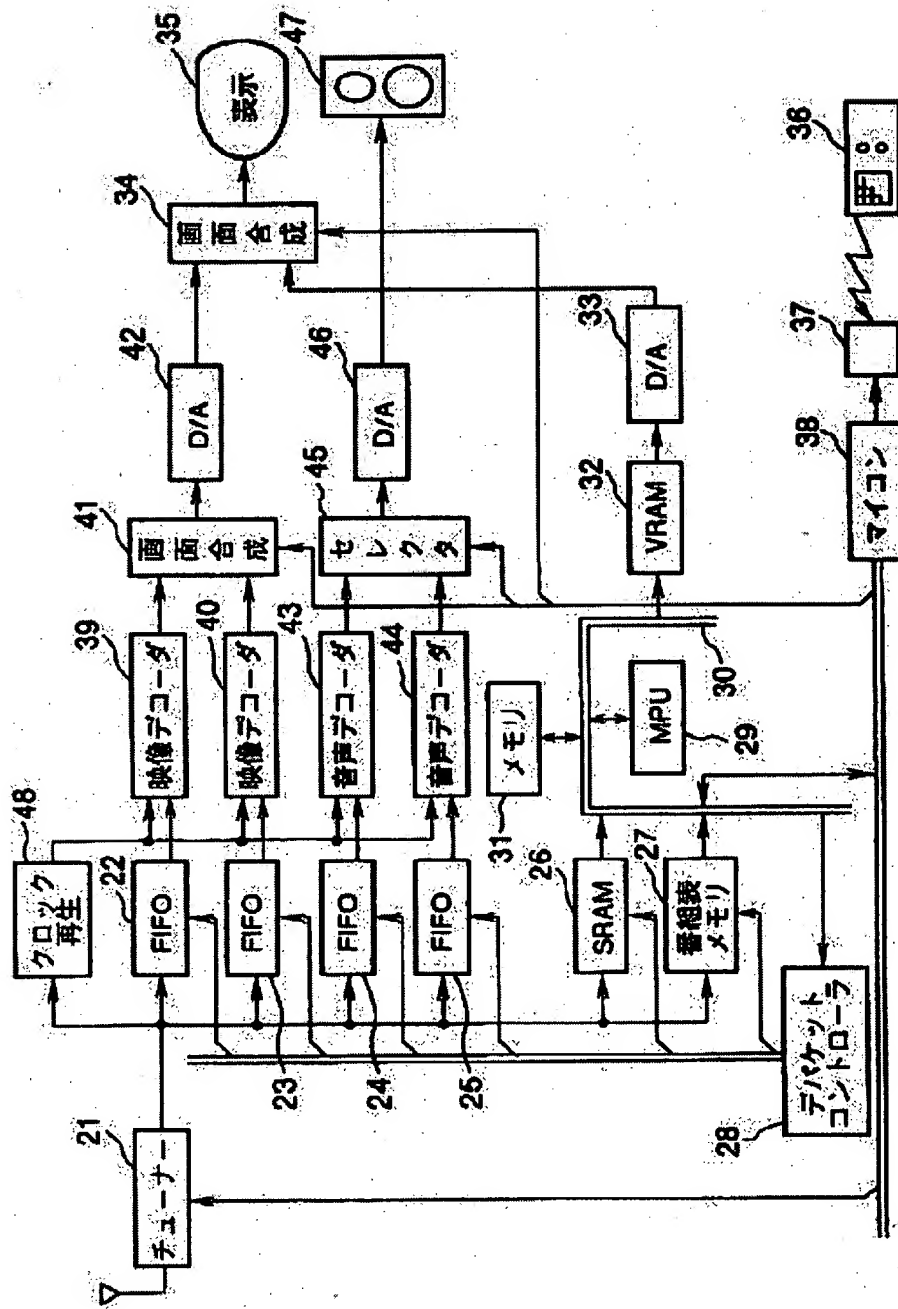 チューナー
21
クロック
再生
48
FIFO
22
FIFO
23
FIFO
24
FIFO
25
SRAM
26
番組表
メモリ
27
デパケット
コントローラ
28
MPU
29
30
メモリ
31
映像デコーダ
39
映像デコーダ
40
音声デコーダ
43
音声デコーダ
44
画面合成
41
セレクタ
45
D/A
42
D/A
46
VRAM
32
D/A
33
画面合成
34
表示
35
47
マイコン
38
37
36